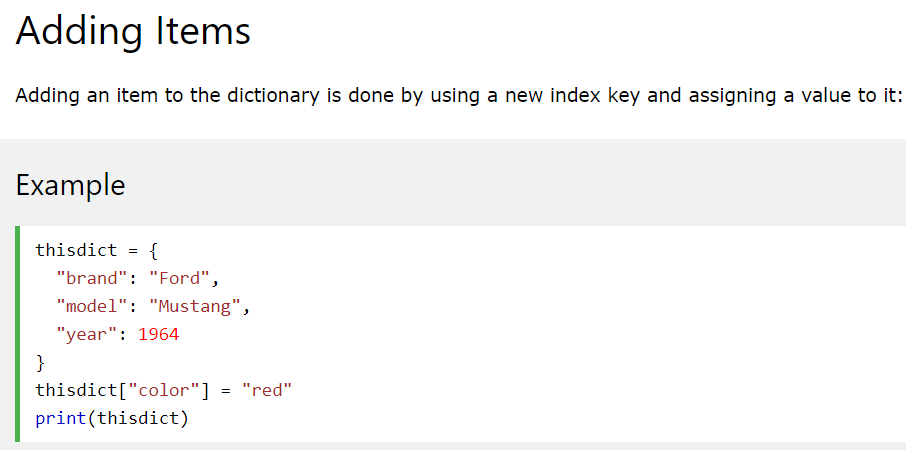 Adding Items
Adding an item to the dictionary is done by using a new index key and assigning a value to it:
Example
thisdict = {
  "brand": "Ford",
  "model": "Mustang",
  "year": 1964
}
thisdict["color"] = "red"
print(thisdict)